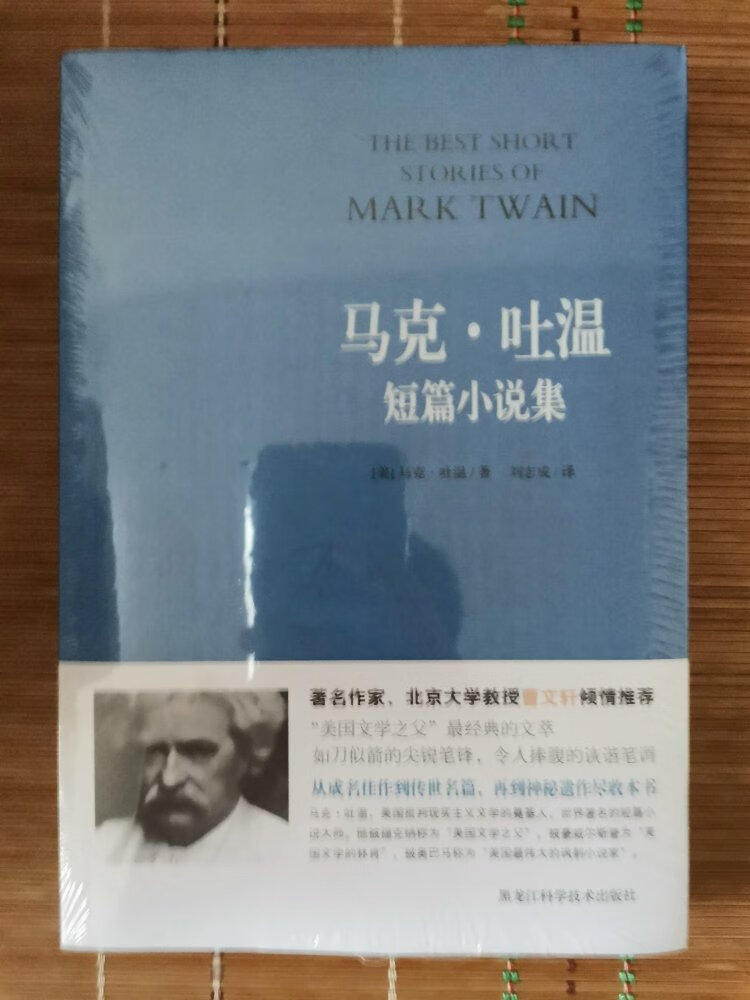 THE BEST SHORT
STORIES OF
MARK TWAIN
马克·吐温
短篇小说集
[美]马克·吐温/著 刘志成/译
著名作家、北京大学教授曹文轩倾情推荐
“美国文学之父”最经典的文萃
如刀似箭的尖锐笔锋，令人捧腹的诙谐笔调
从成名佳作到传世名篇，再到神秘遗作尽收本书
马克·吐温，美国批判现实主义文学的奠基人，世界著名的短篇小
说大师。他被福克纳称为“美国文学之父”，被豪威尔斯誉为“美
国文学的林肯”，被奥巴马称为“美国最伟大的讽刺小说家”。
黑龙江科学技术出版社